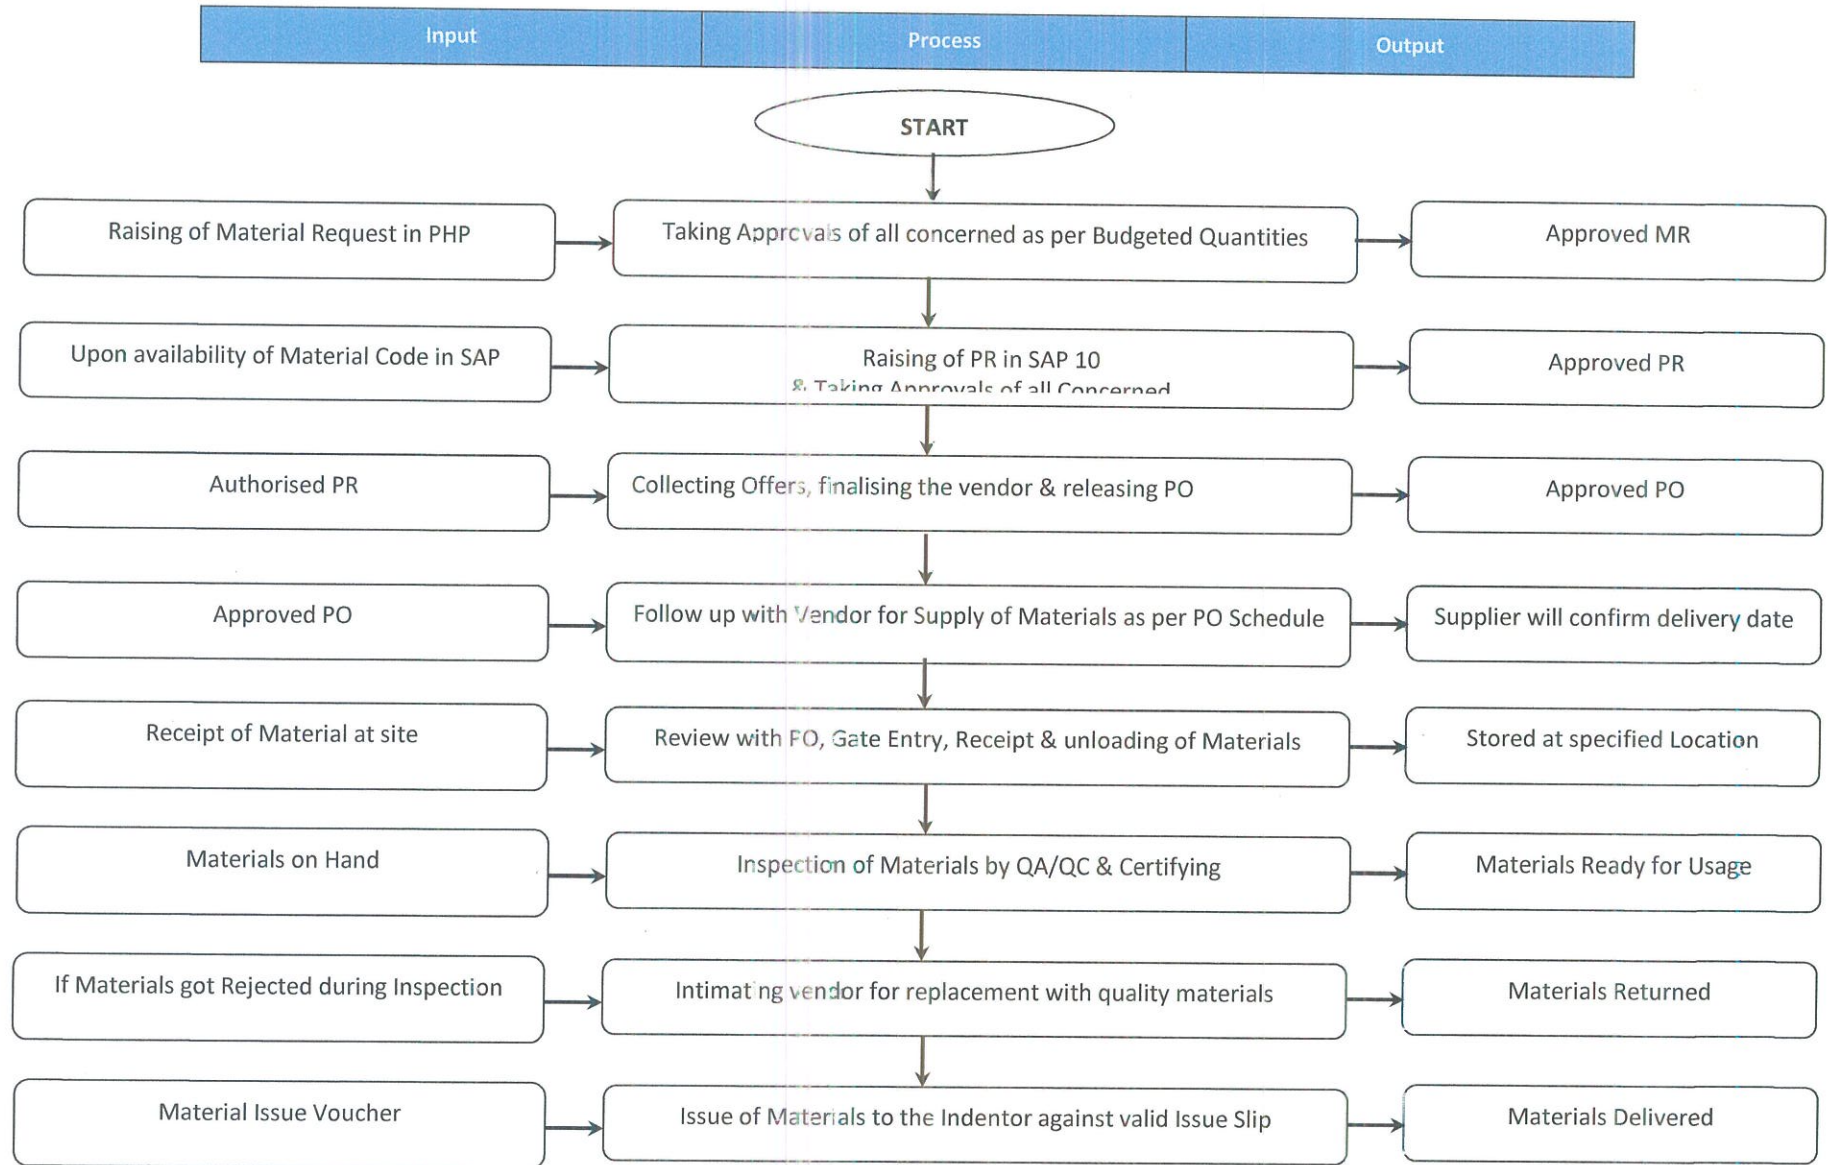 Input
Process
Output
START
Raising of Material Request in PHP
Taking Approvals of all concerned as per Budgeted Quantities
Approved MR
Upon availability of Material Code in SAP
Raising of PR in SAP 10
& Taking Approvals of all Concerned
Approved PR
Authorised PR
Collecting Offers, finalising the vendor & releasing PO
Approved PO
Approved PO
Follow up with Vendor for Supply of Materials as per PO Schedule
Supplier will confirm delivery date
Receipt of Material at site
Review with PO, Gate Entry, Receipt & unloading of Materials
Stored at specified Location
Materials on Hand
Inspection of Materials by QA/QC & Certifying
Materials Ready for Usage
If Materials got Rejected during Inspection
Intimating vendor for replacement with quality materials
Materials Returned
Material Issue Voucher
Issue of Materials to the Indentor against valid Issue Slip
Materials Delivered